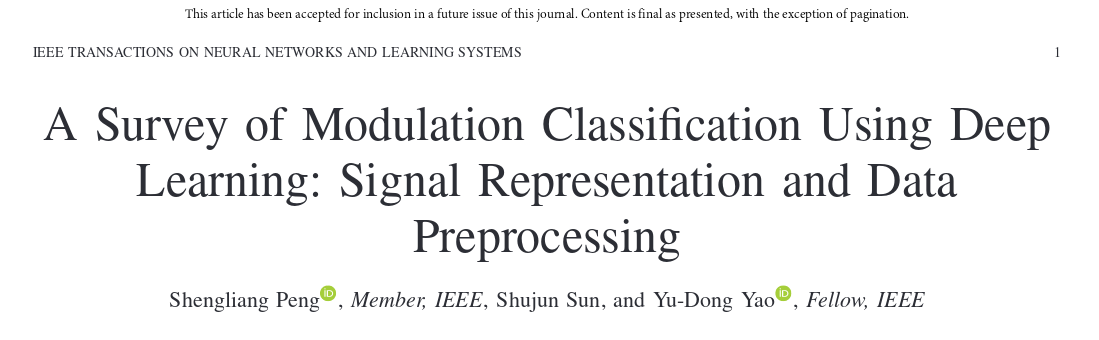 This article has been accepted for inclusion in a future issue of this journal. Content is final as presented, with the exception of pagination.
IEEE TRANSACTIONS ON NEURAL NETWORKS AND LEARNING SYSTEMS 1
A Survey of Modulation Classification Using Deep
Learning: Signal Representation and Data
Preprocessing
Shengliang Peng iD, Member, IEEE, Shujun Sun, and Yu-Dong Yao iD, Fellow, IEEE